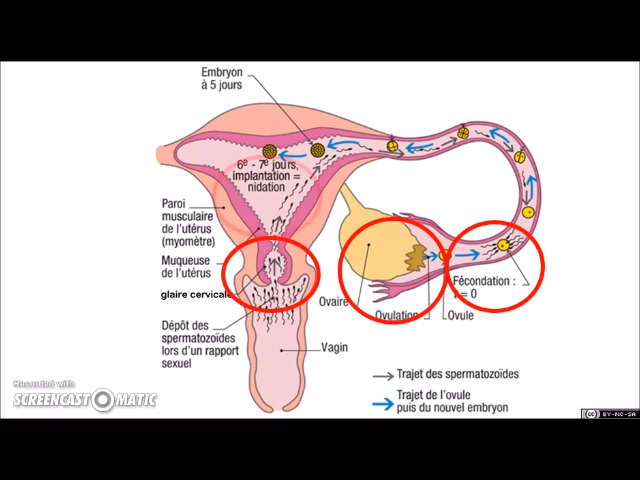 Embryon
à 5 jours
6e - 7e jours,
implantation =
nidation
Paroi
musculaire
de l'utérus
(myomètre)
Muqueuse
de l'utérus
glaire cervicale
Dépôt des
spermatozoïdes
lors d'un rapport
sexuel
Vagin
Ovaire
Ovulation
Ovule
Fécondation :
= 0
Trajet des spermatozoïdes
Trajet de l'ovule
puis du nouvel embryon
Recorded with
SCREENCAST-O-MATIC
cc BY-NC-SA